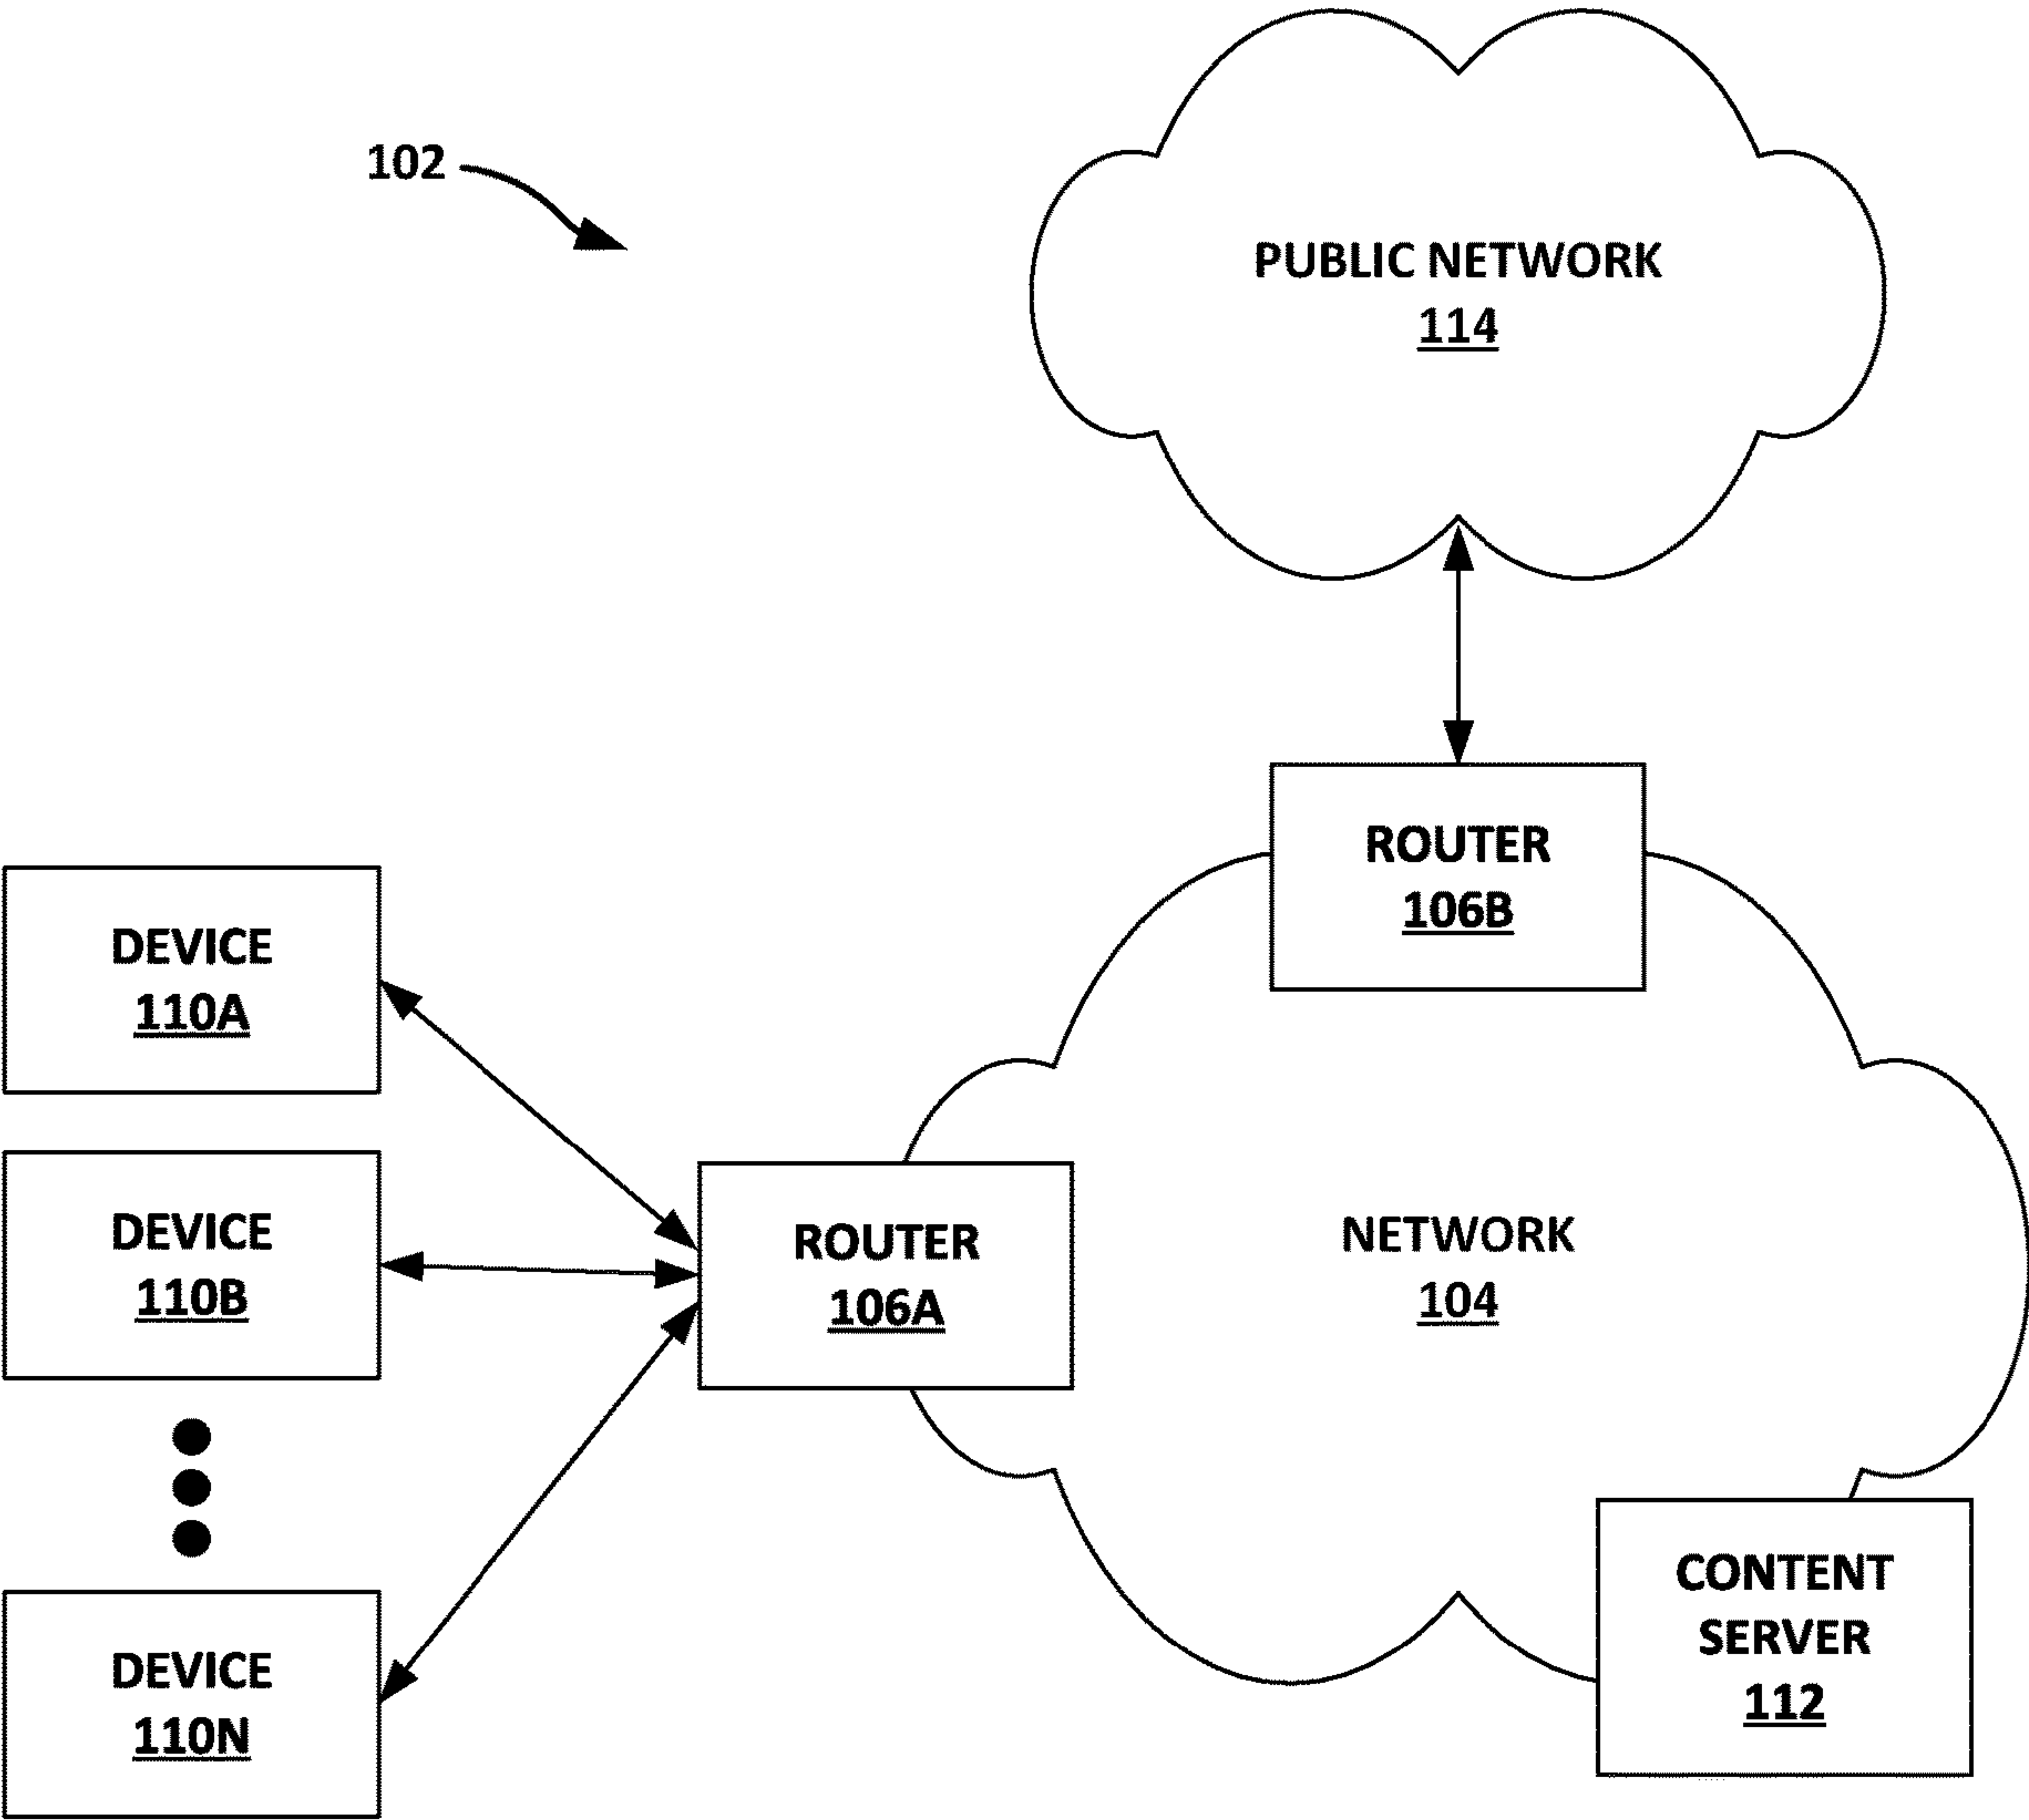 102
PUBLIC NETWORK
114
ROUTER
106B
DEVICE
110A
DEVICE
110B
ROUTER
106A
NETWORK
104
CONTENT
SERVER
112
DEVICE
110N